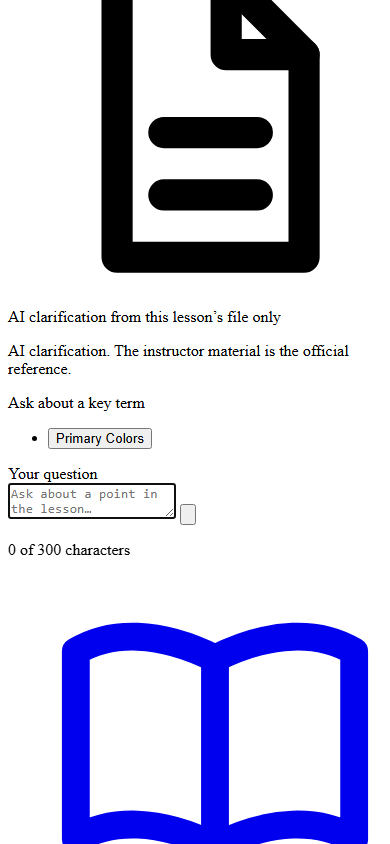 AI clarification from this lesson’s file only
AI clarification. The instructor material is the official
reference.
Ask about a key term
Primary Colors
Your question
Ask about a point in
the lesson…
0 of 300 characters